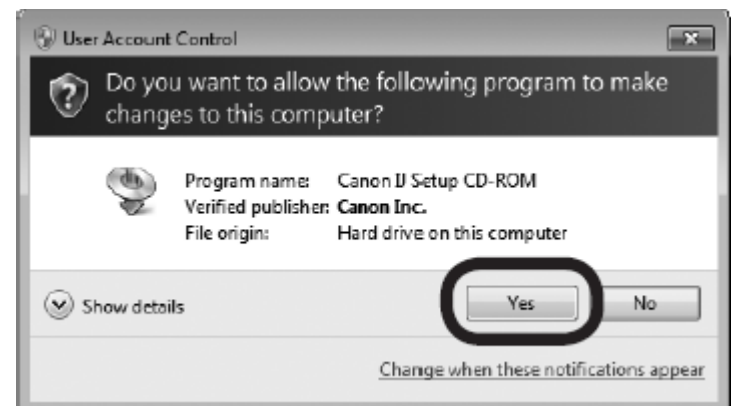 User Account Control
Do you want to allow the following program to make
changes to this computer?
Program name: Canon IJ Setup CD-ROM
Verified publisher: Canon Inc.
File origin: Hard drive on this computer
Show details
Yes
No
Change when these notifications appear